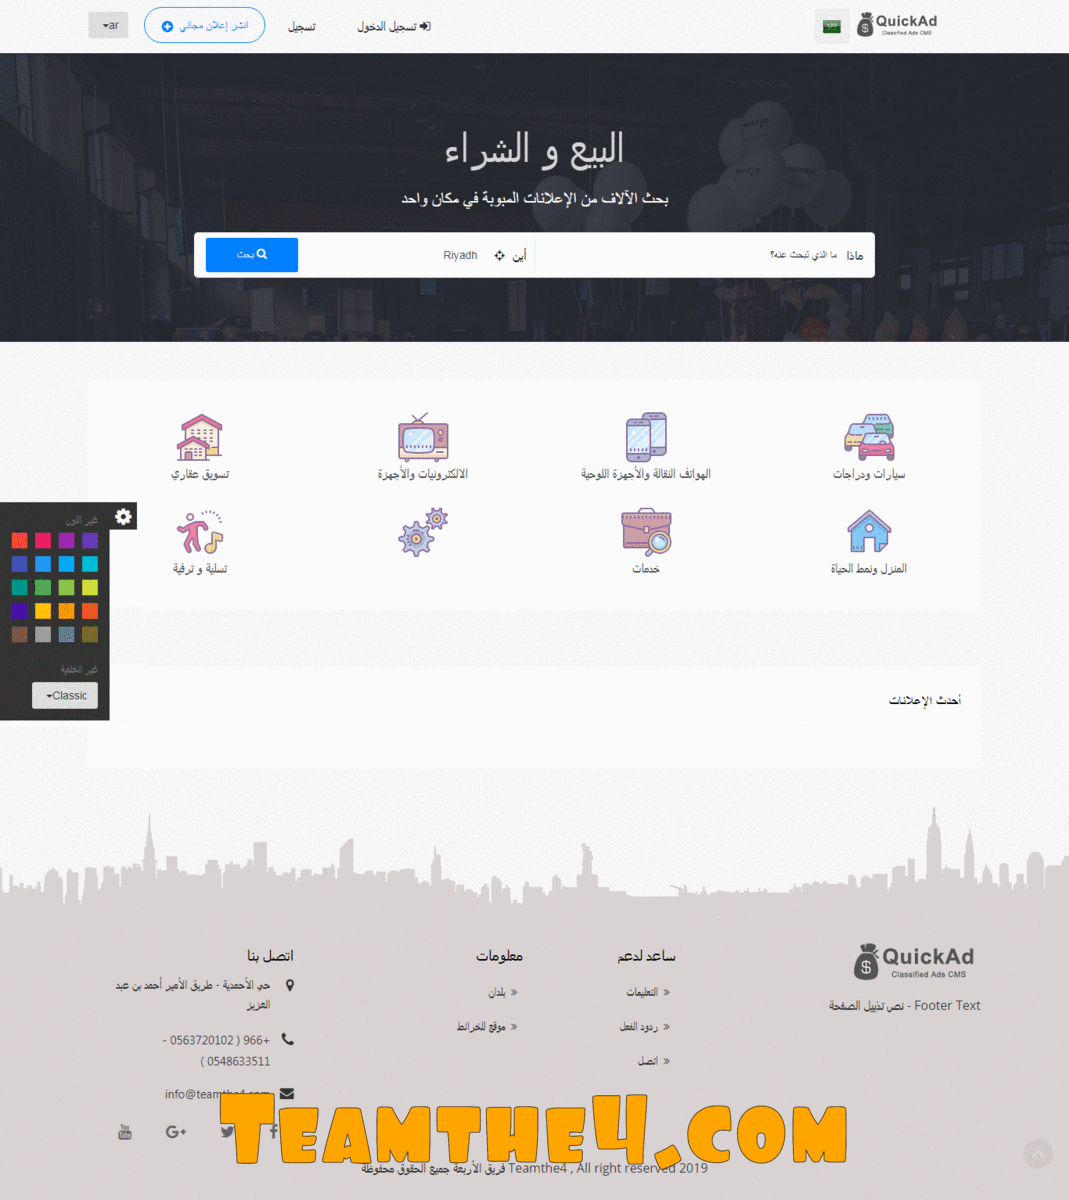 QuickAd
Classified Ads CMS
تسجيل الدخول
تسجيل
انشر إعلان مجاني
ar
البيع و الشراء
بحث الآلاف من الإعلانات المبوبة في مكان واحد
ماذا
ما الذي تبحث عنه؟
أين
Riyadh
بحث
سيارات ودراجات
الهواتف النقالة والأجهزة اللوحية
الالكترونيات والأجهزة
تسويق عقاري
المنزل ونمط الحياة
خدمات
تسلية و ترفية
غير اللون
غير الخلفية
Classic
أحدث الإعلانات
QuickAd
Classified Ads CMS
Footer Text - نص تذييل الصفحة
ساعد لدعم
» التعليمات
» ردود الفعل
» اتصل
معلومات
» بلدان
» موقع للخرائط
اتصل بنا
حي الأحمدية - طريق الأمير أحمد بن عبد
العزيز
+966 ( 0563720102 -
0548633511 )
info@teamthe4.com
Teamthe4.com
فريق الأربعة جميع الحقوق محفوظة Teamthe4 , All right reserved 2019